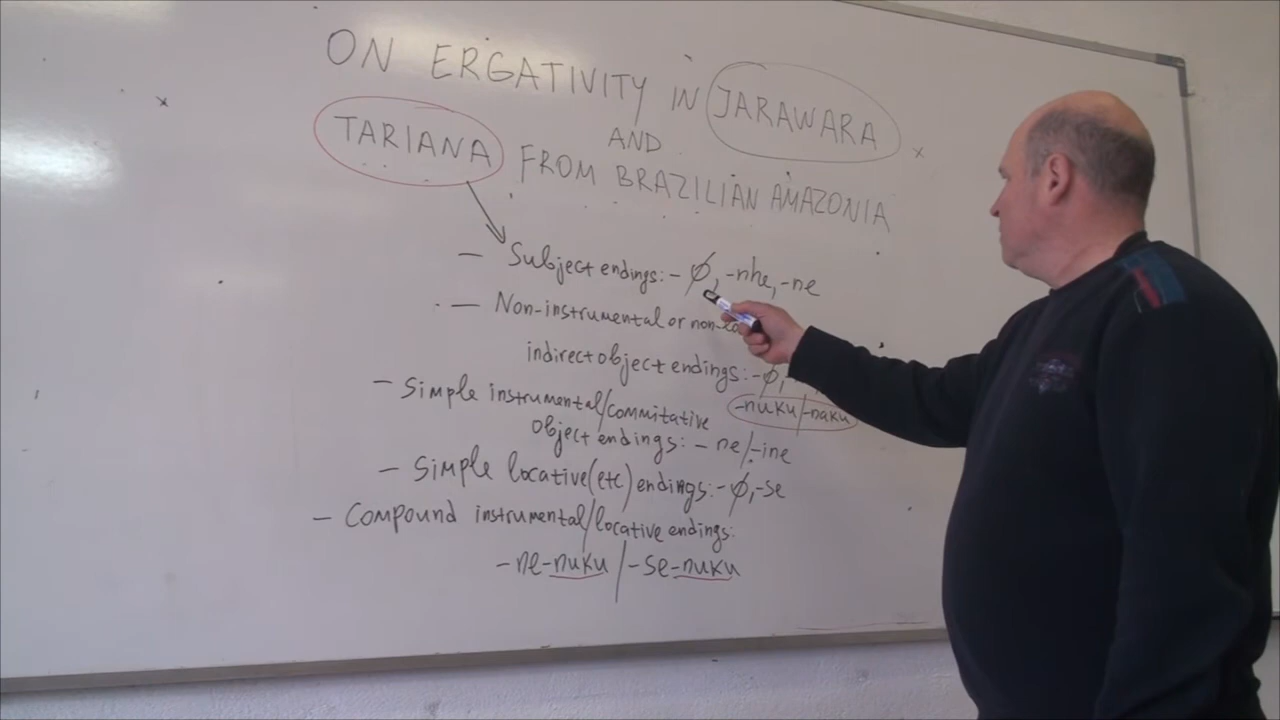 ON ERGATIVITY IN JARAWARA
AND
TARIANA FROM BRAZILIAN AMAZONIA
– Subject endings: -ø, -nhe, -ne
– Non-instrumental or
indirect object endings: -ø,
-nuku/-naku
– Simple instrumental/commitative
object endings: -ne/-ine
– Simple locative(etc) endings: -ø, -se
– Compound instrumental/locative endings:
-ne-nuku/-se-nuku